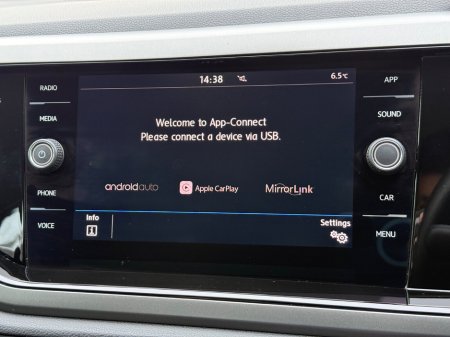 14:38
6.5°C
RADIO
MEDIA
PHONE
VOICE
Welcome to App-Connect
Please connect a device via USB.
androidauto
Apple CarPlay
MirrorLink
Info
Settings
APP
SOUND
CAR
MENU